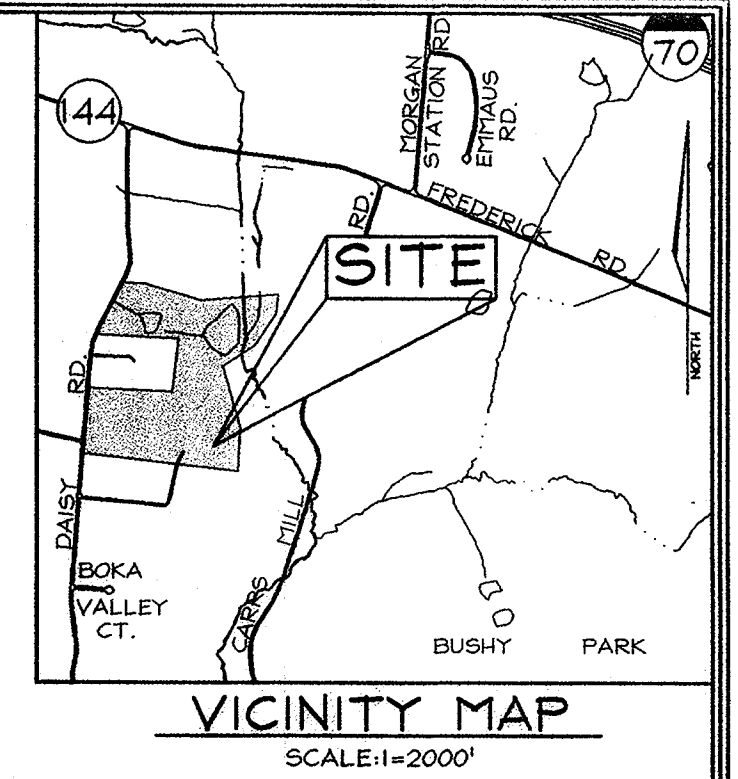 70
144
MORGAN
STATION RD
EMMAUS
RD.
FREDERICK
RD.
RD.
SITE
NORTH
DAISY
RD.
CARRS
MILL
BOKA
VALLEY
CT.
BUSHY PARK
VICINITY MAP
SCALE:1=2000'